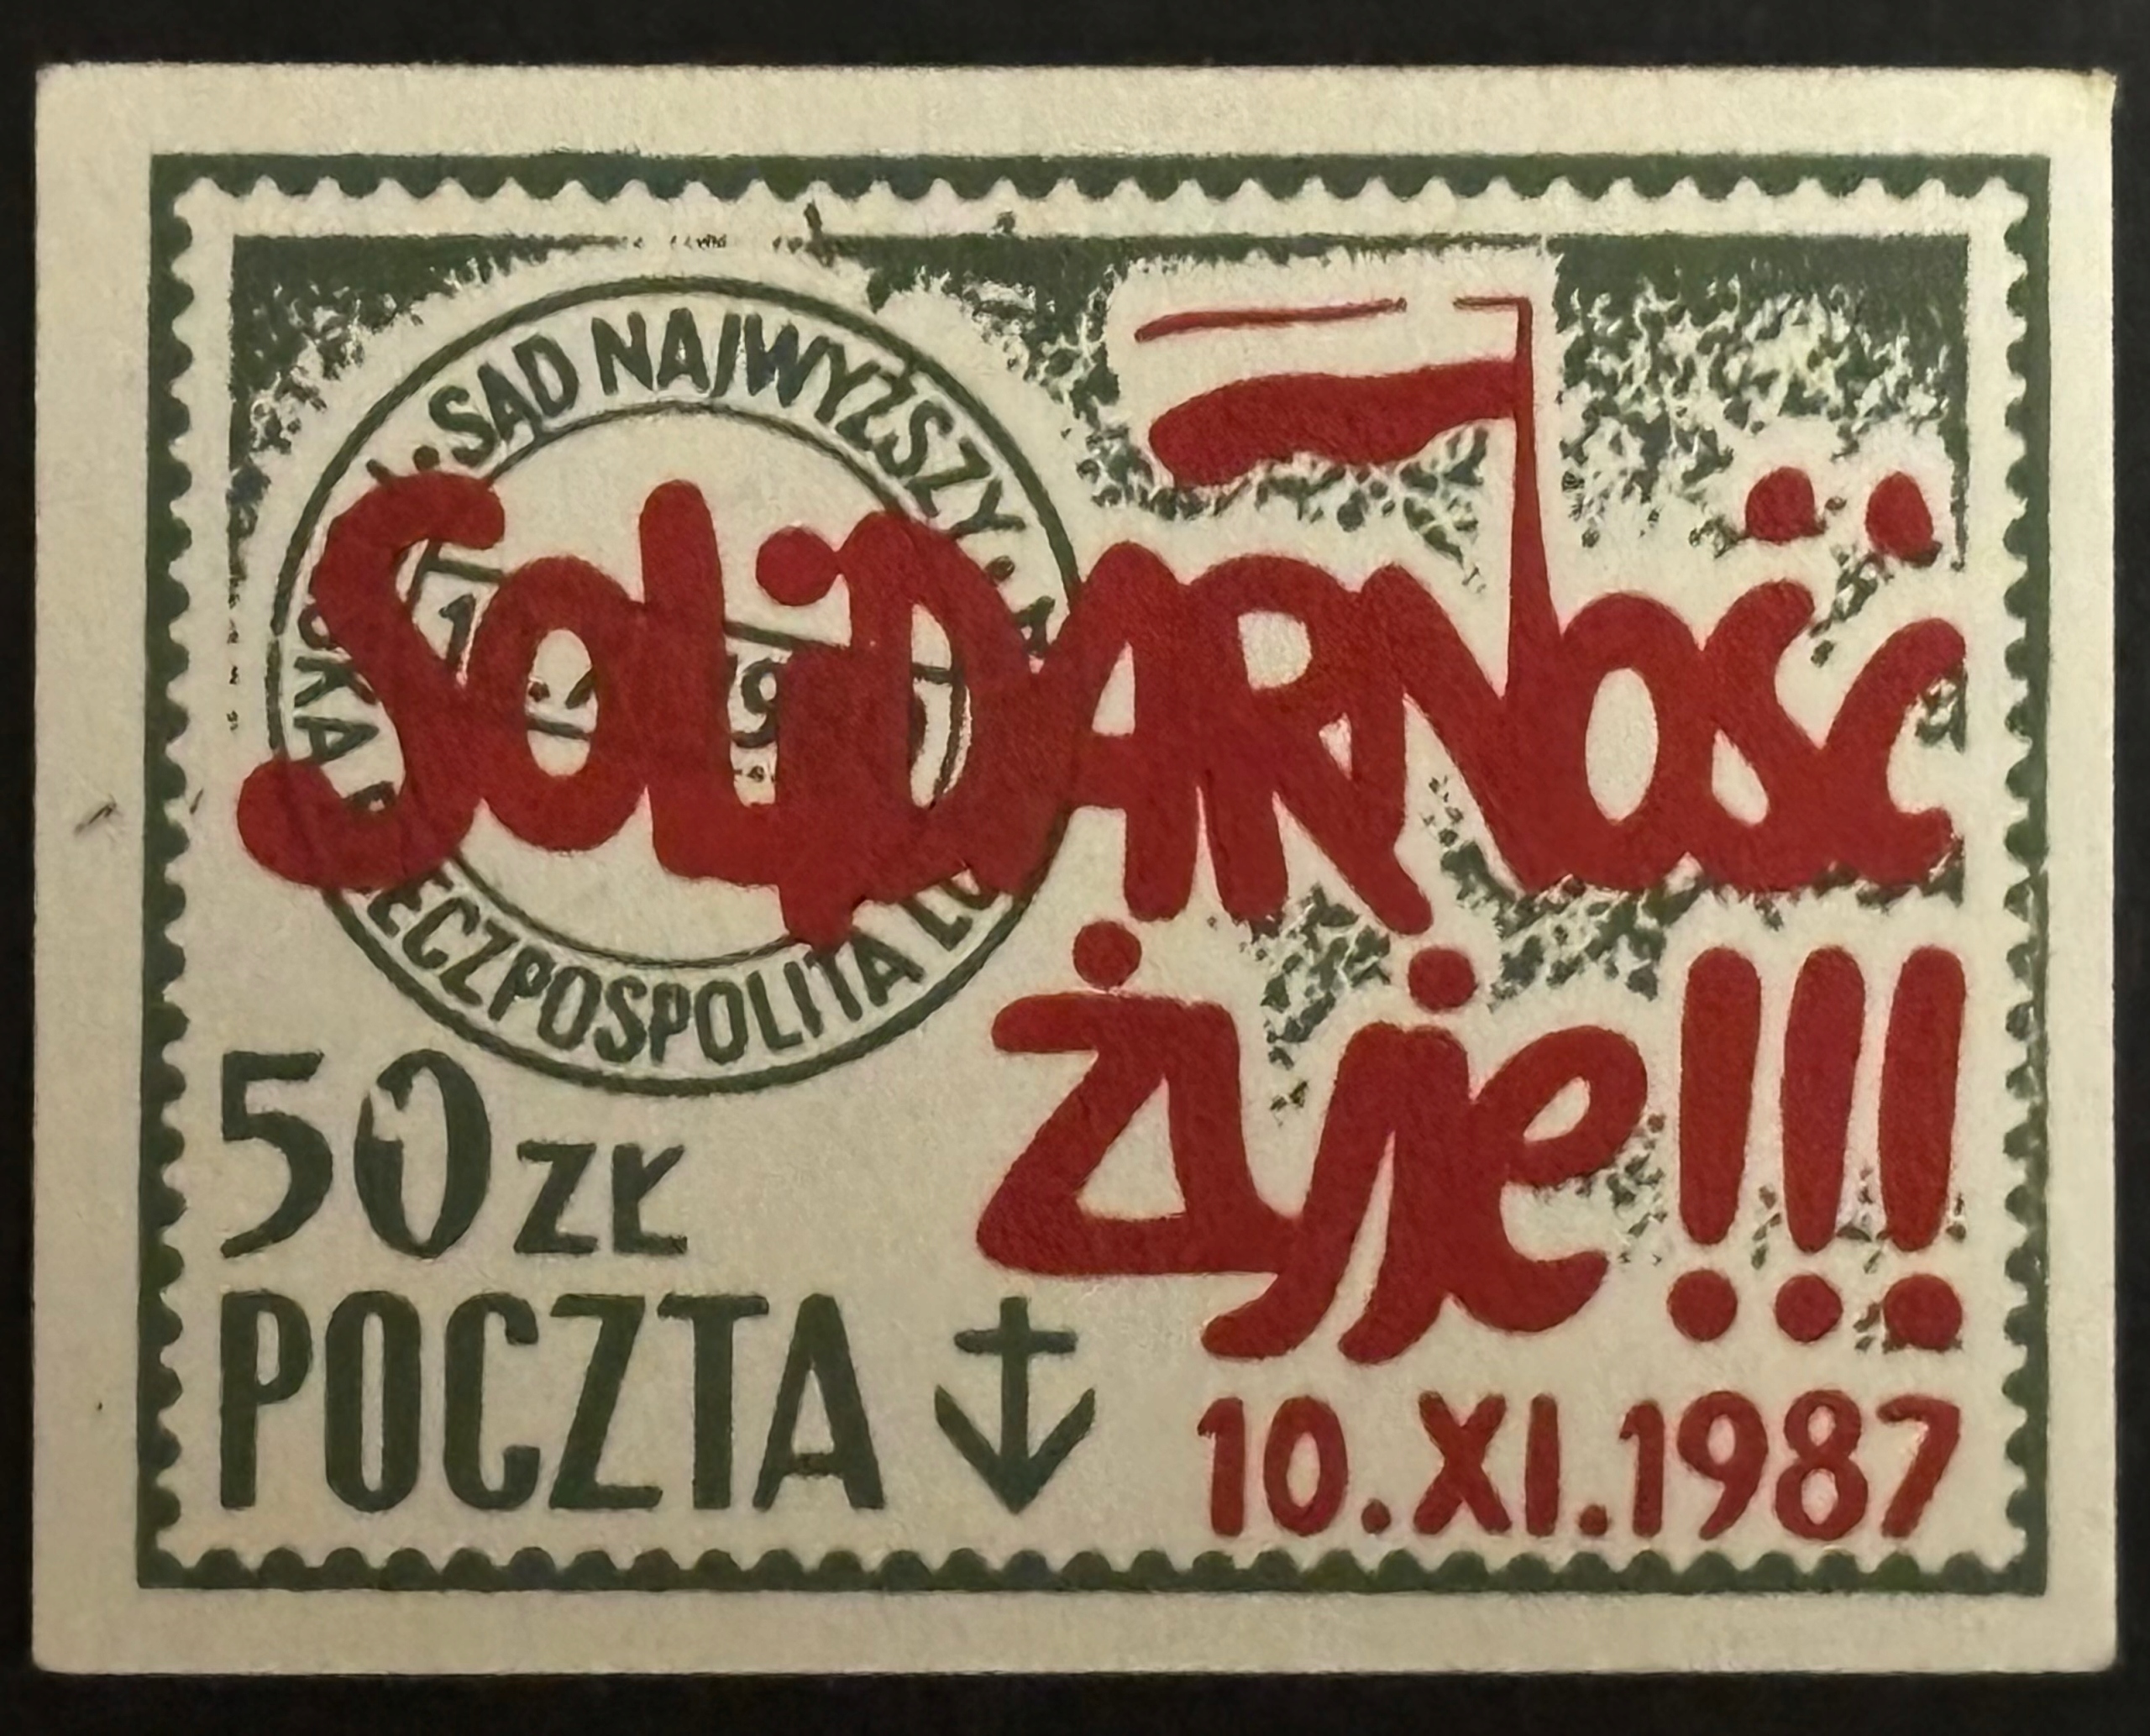 SĄD NAJWYŻSZY
RZECZPOSPOLITA
SOLiDARNOŚĆ
Żyje!!!
50 ZŁ
POCZTA
10.XI.1987